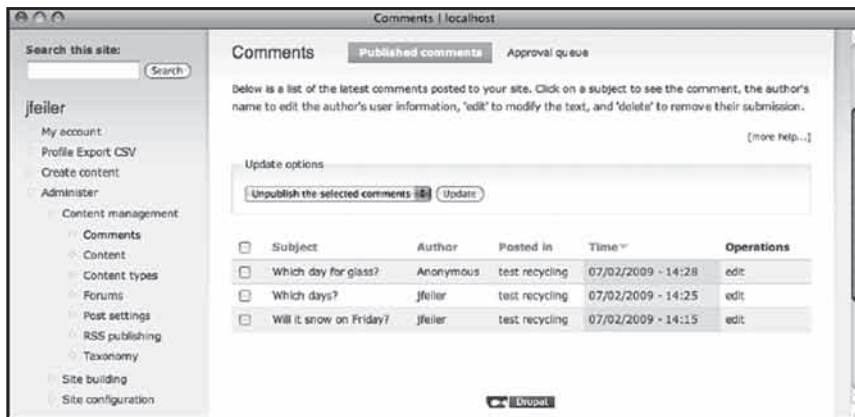 Comments | localhost
Search this site:
Search
jfeiler
My account
Profile Export CSV
Create content
Administer
Content management
Comments
Content
Content types
Forums
Post settings
RSS publishing
Taxonomy
Site building
Site configuration
Comments Published comments Approval queue
Below is a list of the latest comments posted to your site. Click on a subject to see the comment, the author's
name to edit the author's user information, 'edit' to modify the text, and 'delete' to remove their submission.
[more help...]
Update options
Unpublish the selected comments Update
Subject Author Posted in Time Operations
Which day for glass? Anonymous test recycling 07/02/2009 - 14:28 edit
Which days? jfeiler test recycling 07/02/2009 - 14:25 edit
Will it snow on Friday? jfeiler test recycling 07/02/2009 - 14:15 edit
Drupal